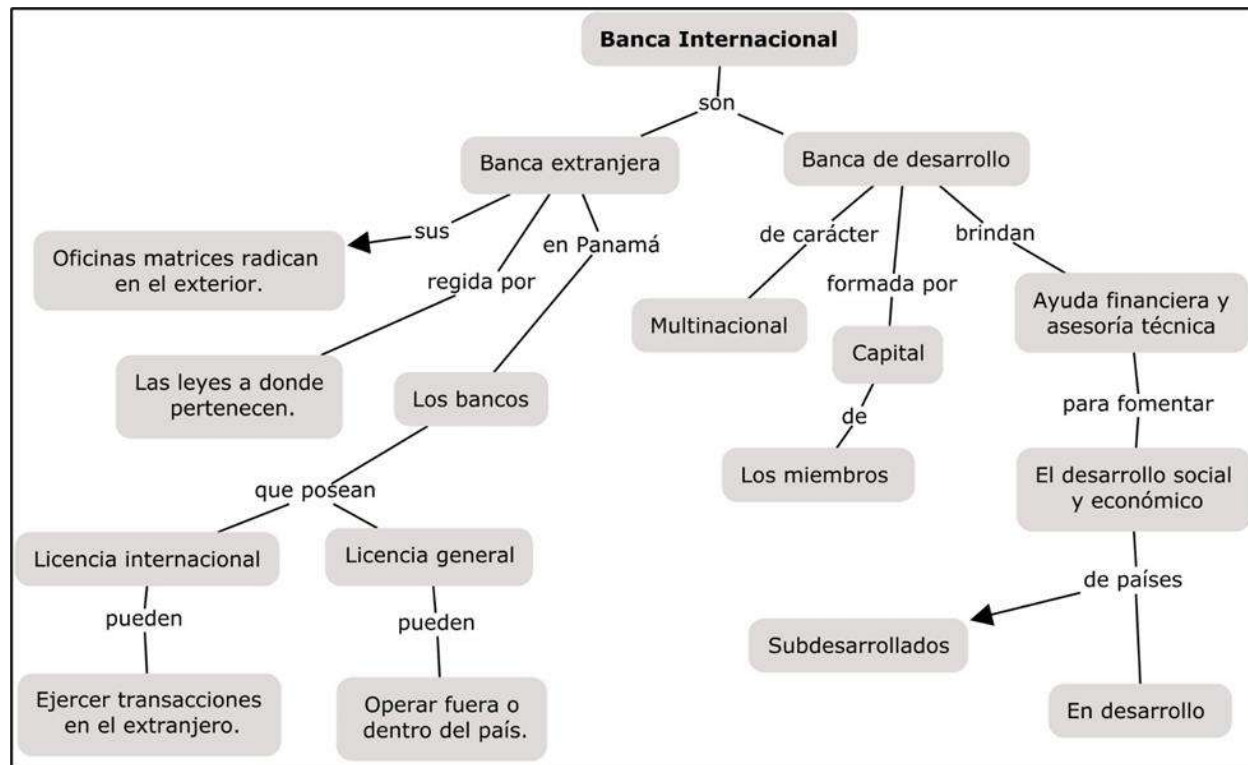 Banca Internacional
son
Banca extranjera
Banca de desarrollo
sus
en Panamá
de carácter
brindan
Oficinas matrices radican
en el exterior.
regida por
formada por
Multinacional
Ayuda financiera y
asesoría técnica
Capital
Las leyes a donde
pertenecen.
Los bancos
para fomentar
de
Los miembros
El desarrollo social
y económico
que posean
Licencia internacional
Licencia general
de países
pueden
pueden
Subdesarrollados
Ejercer transacciones
en el extranjero.
Operar fuera o
dentro del país.
En desarrollo